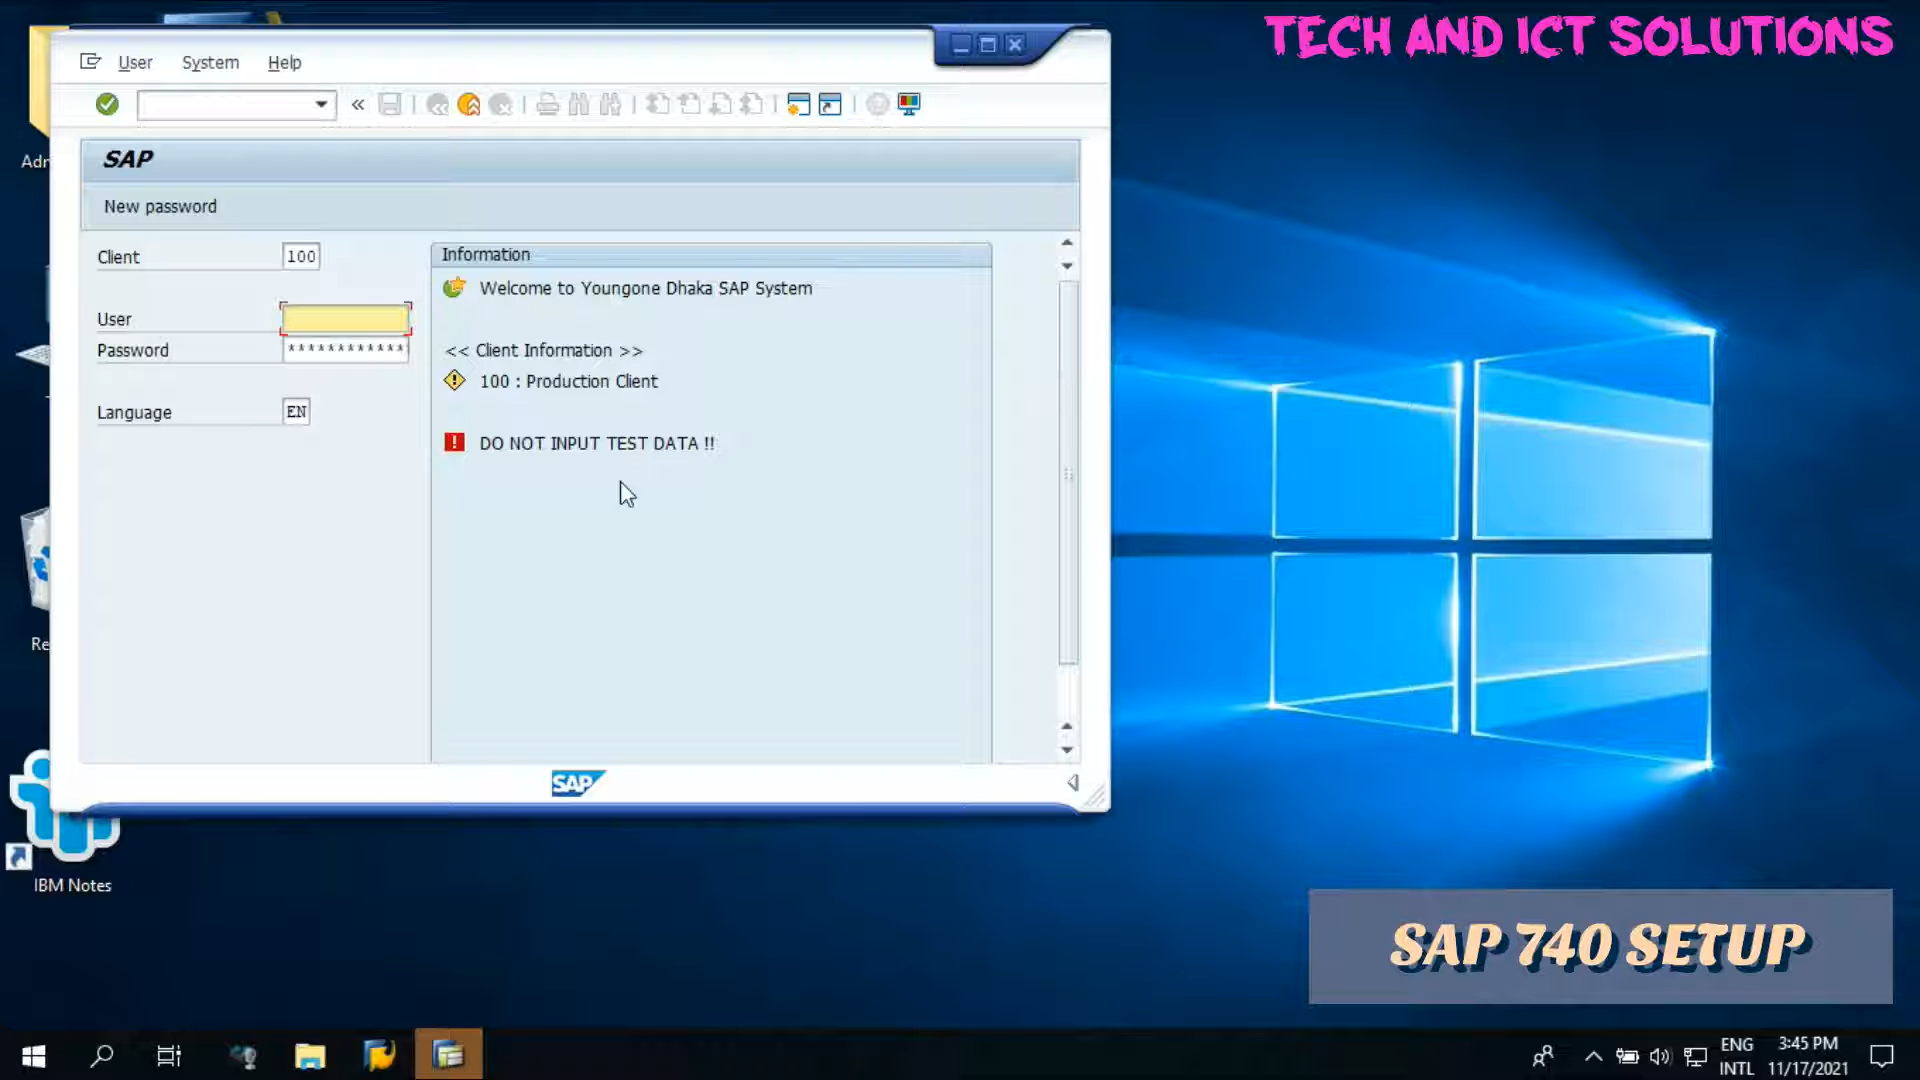 TECH AND ICT SOLUTIONS
User System Help
SAP
New password
Client 100
User
Password ************
Language EN
Information
Welcome to Youngone Dhaka SAP System
<< Client Information >>
100 : Production Client
! DO NOT INPUT TEST DATA !!
SAP
IBM Notes
SAP 740 SETUP
ENG
INTL
3:45 PM
11/17/2021